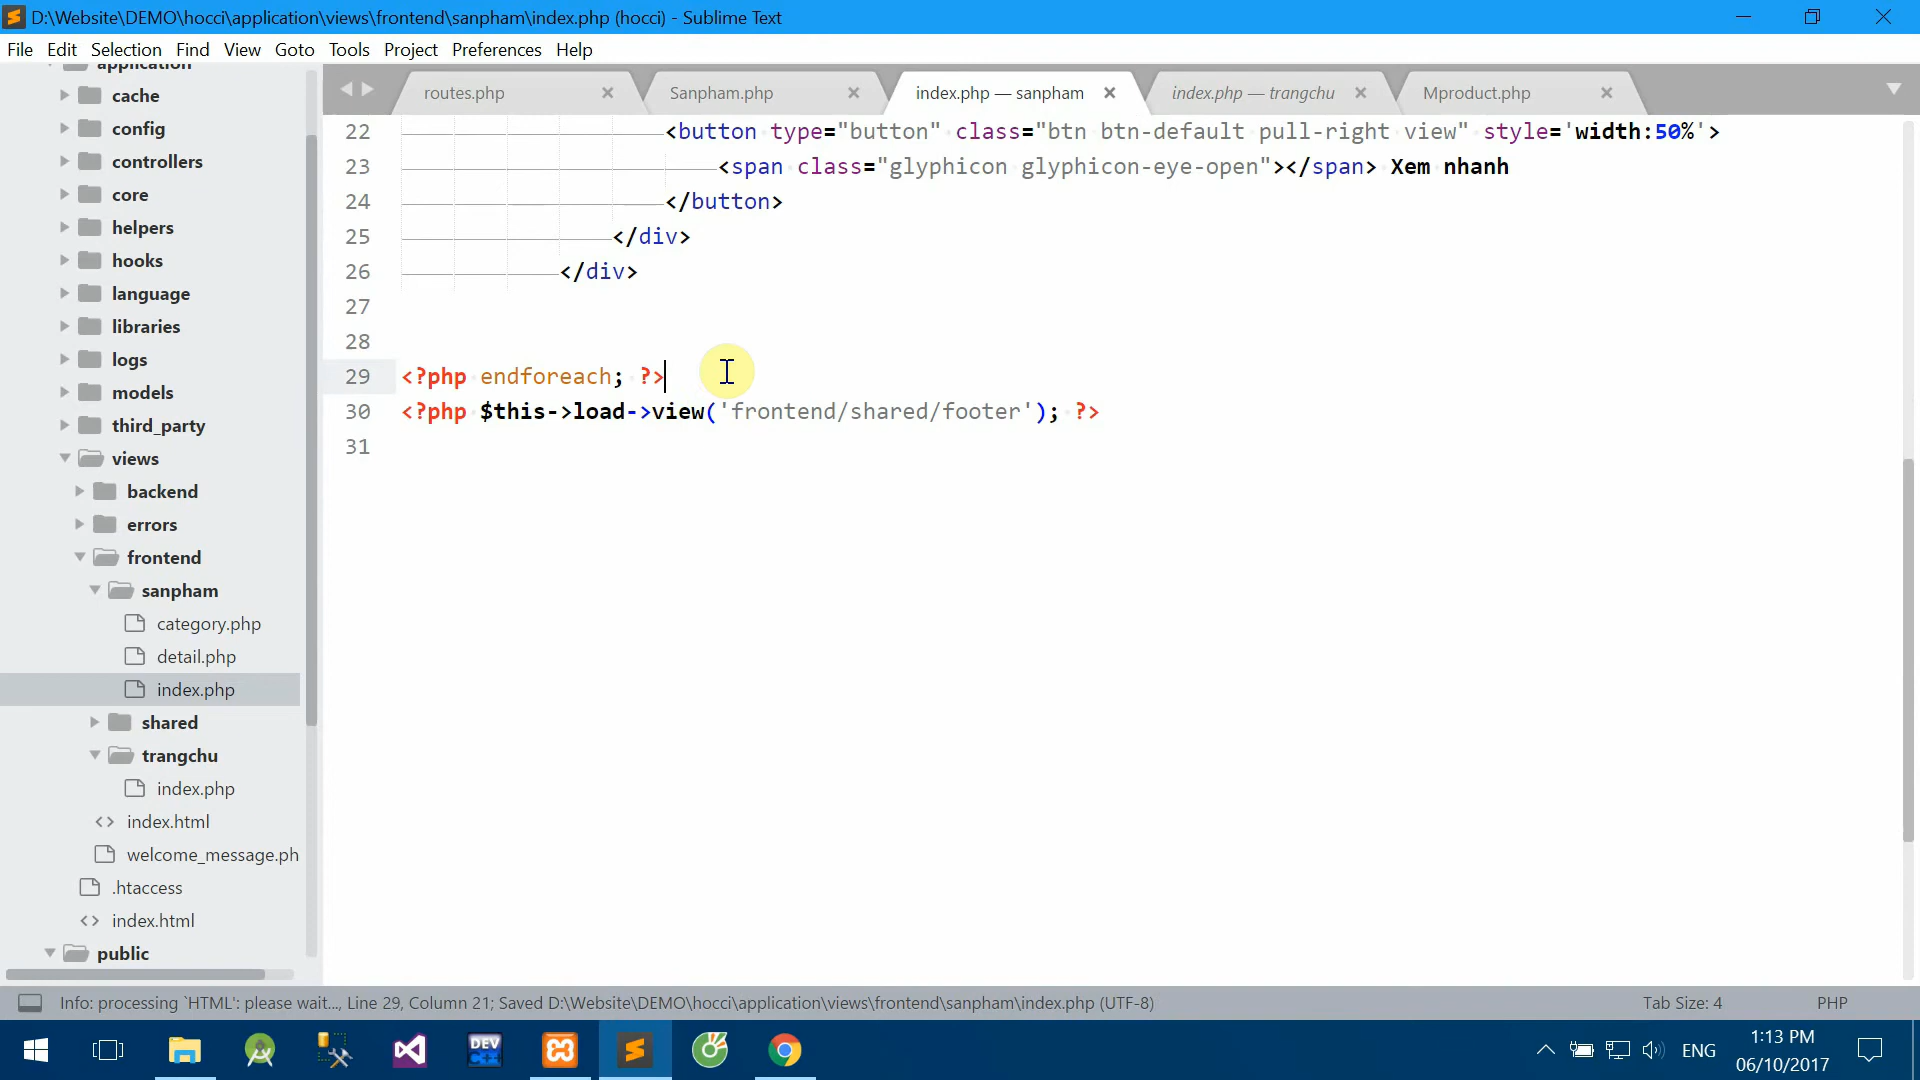 D:\Website\DEMO\hocci\application\views\frontend\sanpham\index.php (hocci) - Sublime Text
File Edit Selection Find View Goto Tools Project Preferences Help
application
cache
config
controllers
core
helpers
hooks
language
libraries
logs
models
third_party
views
backend
errors
frontend
sanpham
category.php
detail.php
index.php
shared
trangchu
index.php
index.html
welcome_message.ph
.htaccess
index.html
public
routes.php
Sanpham.php
index.php — sanpham
index.php — trangchu
Mproduct.php
22 <button type="button" class="btn btn-default pull-right view" style='width:50%'>
23 <span class="glyphicon glyphicon-eye-open"></span> Xem nhanh
24 </button>
25 </div>
26 </div>
27
28
29 <?php endforeach; ?>
30 <?php $this->load->view('frontend/shared/footer'); ?>
31
Info: processing `HTML': please wait..., Line 29, Column 21; Saved D:\Website\DEMO\hocci\application\views\frontend\sanpham\index.php (UTF-8)
Tab Size: 4
PHP
DEV C++
ENG
1:13 PM
06/10/2017